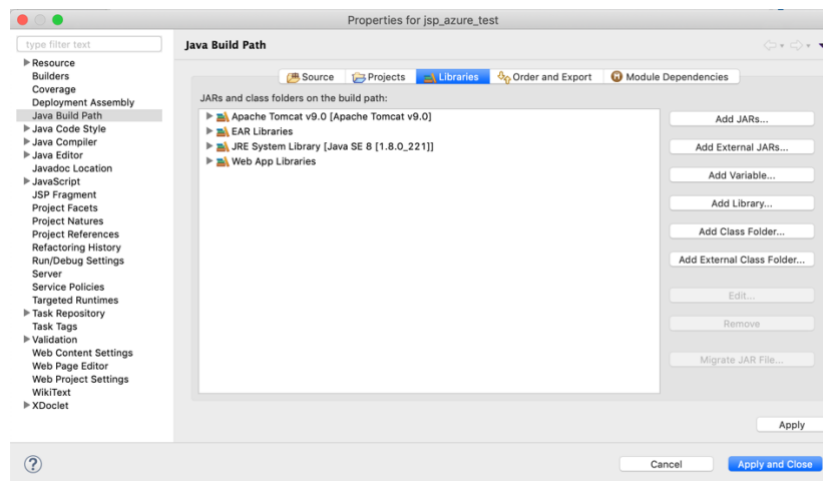 Properties for jsp_azure_test
type filter text
Resource
Builders
Coverage
Deployment Assembly
Java Build Path
Java Code Style
Java Compiler
Java Editor
Javadoc Location
JavaScript
JSP Fragment
Project Facets
Project Natures
Project References
Refactoring History
Run/Debug Settings
Server
Service Policies
Targeted Runtimes
Task Repository
Task Tags
Validation
Web Content Settings
Web Page Editor
Web Project Settings
WikiText
XDoclet
Java Build Path
Source Projects Libraries Order and Export Module Dependencies
JARs and class folders on the build path:
Apache Tomcat v9.0 [Apache Tomcat v9.0]
EAR Libraries
JRE System Library [Java SE 8 [1.8.0_221]]
Web App Libraries
Add JARs...
Add External JARs...
Add Variable...
Add Library...
Add Class Folder...
Add External Class Folder...
Edit...
Remove
Migrate JAR File...
Apply
?
Cancel Apply and Close